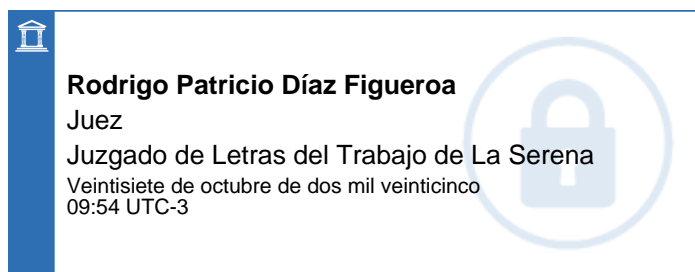 Rodrigo Patricio Díaz Figueroa
Juez
Juzgado de Letras del Trabajo de La Serena
Veintisiete de octubre de dos mil veinticinco
09:54 UTC-3